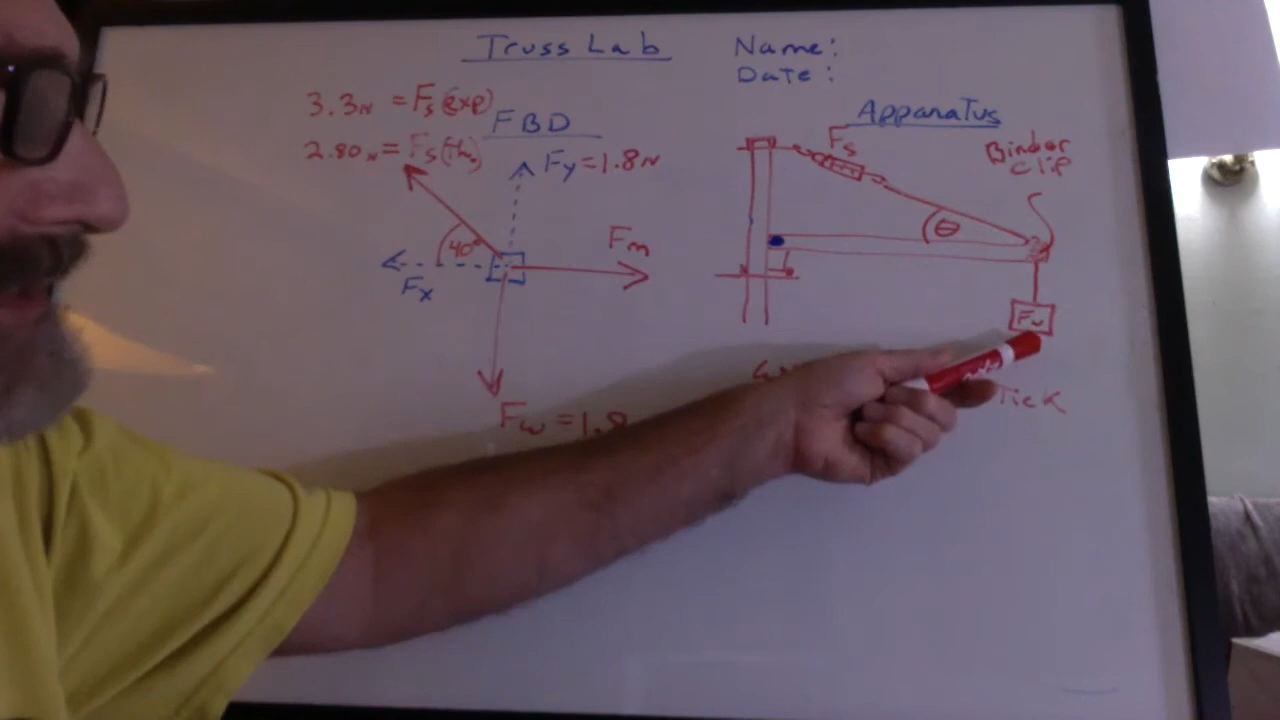 Truss Lab
Name:
Date:
3.3N = Fs(exp)
FBD
2.80N = Fs(Th.)
Fy = 1.8N
40°
Fx
Fm
Fw = 1.8
Apparatus
Fs
Binder
Clip
θ
Fw